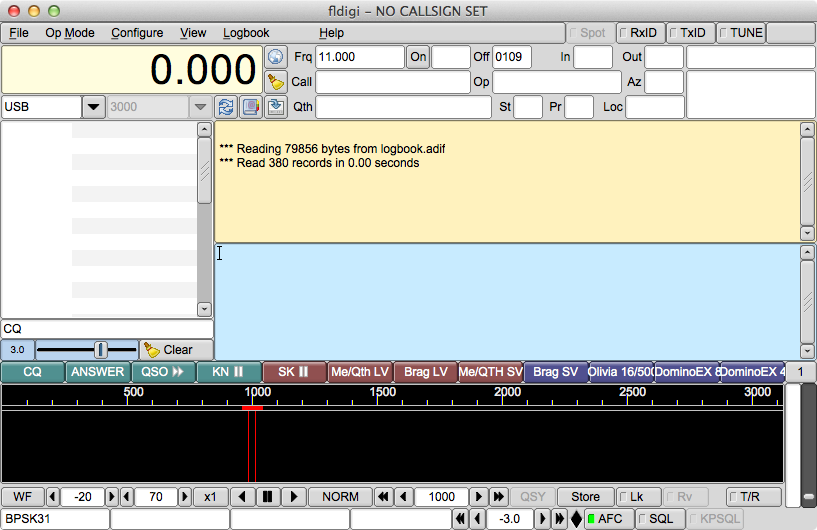 fldigi - NO CALLSIGN SET
File Op Mode Configure View Logbook Help Spot RxID TxID TUNE
0.000 Frq 11.000 On Off 0109 In Out
Call Op Az
USB 3000 Qth St Pr Loc
*** Reading 79856 bytes from logbook.adif
*** Read 380 records in 0.00 seconds
CQ
3.0 Clear
CQ ANSWER QSO KN SK Me/Qth LV Brag LV Me/QTH SV Brag SV Olivia 16/500 DominoEX 8 DominoEX 4 1
500 1000 1500 2000 2500 3000
WF -20 70 x1 NORM 1000 QSY Store Lk Rv T/R
BPSK31 -3.0 AFC SQL KPSQL